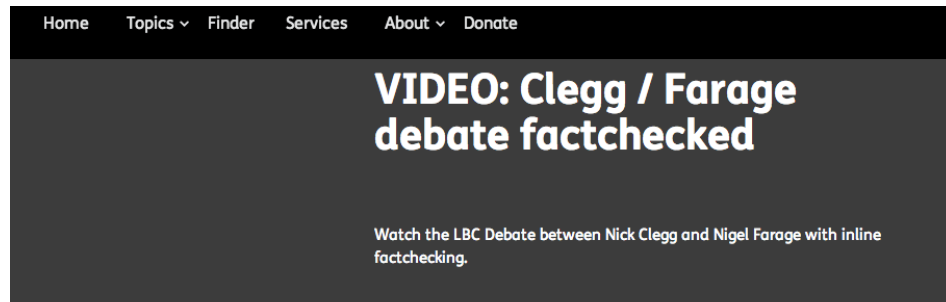 Home Topics Finder Services About Donate
VIDEO: Clegg / Farage
debate factchecked
Watch the LBC Debate between Nick Clegg and Nigel Farage with inline
factchecking.